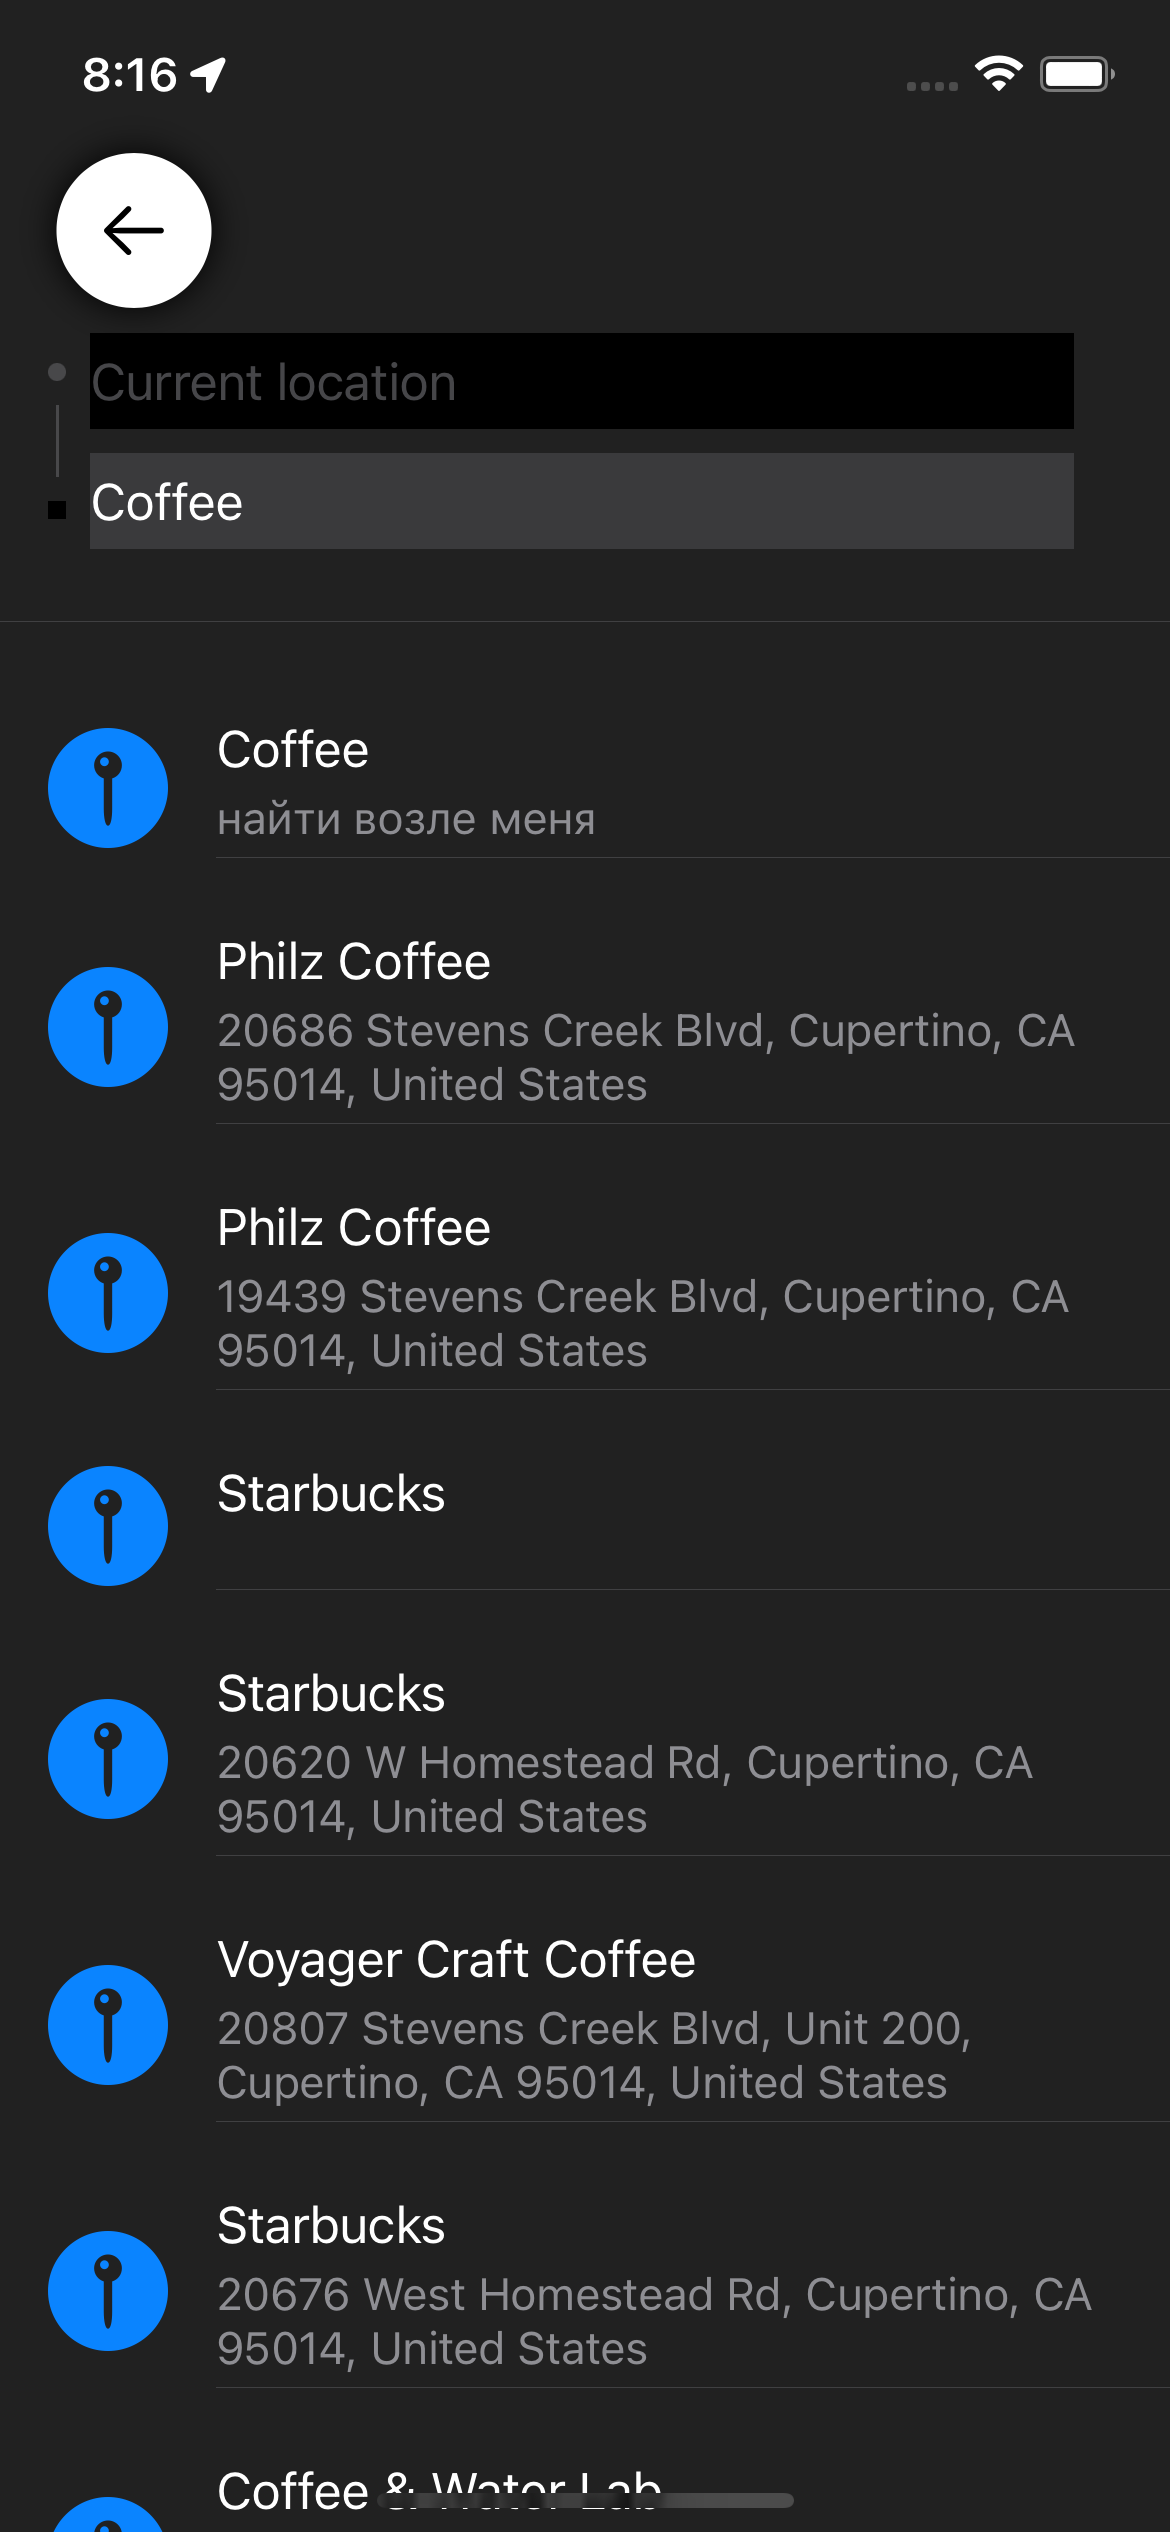 8:16
Current location
Coffee
Coffee
найти возле меня
Philz Coffee
20686 Stevens Creek Blvd, Cupertino, CA
95014, United States
Philz Coffee
19439 Stevens Creek Blvd, Cupertino, CA
95014, United States
Starbucks
Starbucks
20620 W Homestead Rd, Cupertino, CA
95014, United States
Voyager Craft Coffee
20807 Stevens Creek Blvd, Unit 200,
Cupertino, CA 95014, United States
Starbucks
20676 West Homestead Rd, Cupertino, CA
95014, United States
Coffee & Water Lab